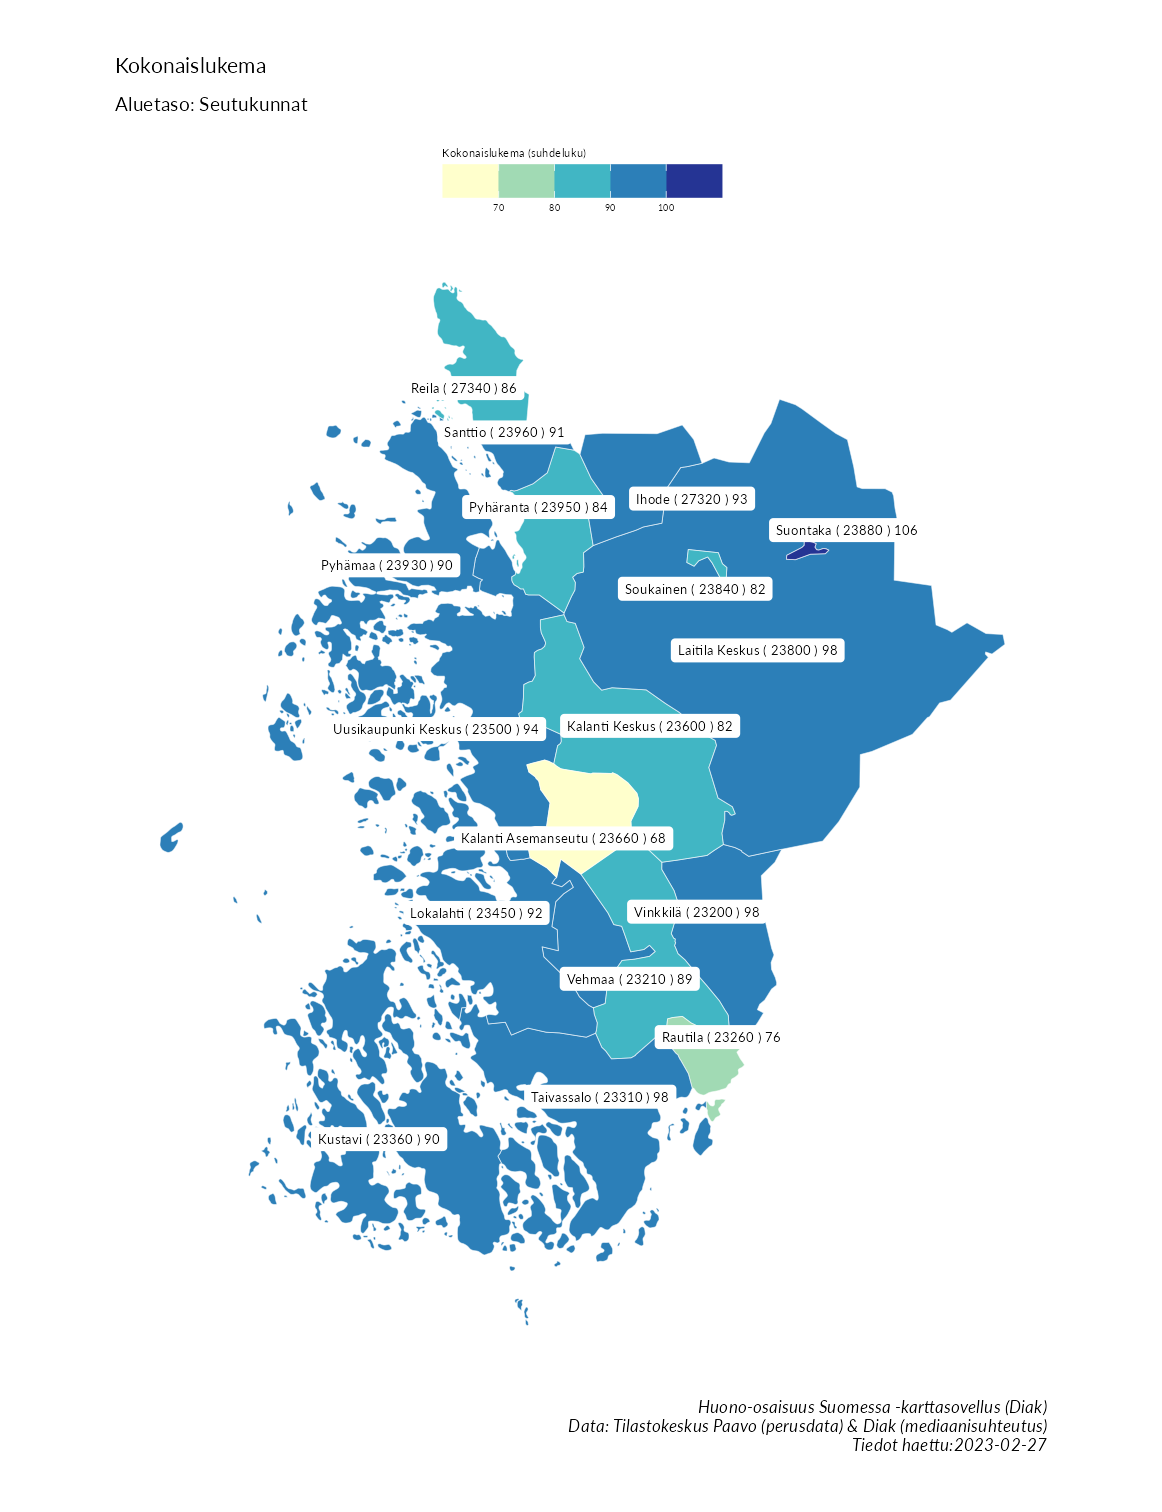 Kokonaislukema
Aluetaso: Seutukunnat
Kokonaislukema (suhdeluku)
70 80 90 100
Reila ( 27340 ) 86
Santtio ( 23960 ) 91
Ihode ( 27320 ) 93
Pyhäranta ( 23950 ) 84
Suontaka ( 23880 ) 106
Pyhämaa ( 23930 ) 90
Soukainen ( 23840 ) 82
Laitila Keskus ( 23800 ) 98
Uusikaupunki Keskus ( 23500 ) 94
Kalanti Keskus ( 23600 ) 82
Kalanti Asemanseutu ( 23660 ) 68
Lokalahti ( 23450 ) 92
Vinkkilä ( 23200 ) 98
Vehmaa ( 23210 ) 89
Rautila ( 23260 ) 76
Taivassalo ( 23310 ) 98
Kustavi ( 23360 ) 90
Huono-osaisuus Suomessa -karttasovellus (Diak)
Data: Tilastokeskus Paavo (perusdata) & Diak (mediaanisuhteutus)
Tiedot haettu:2023-02-27